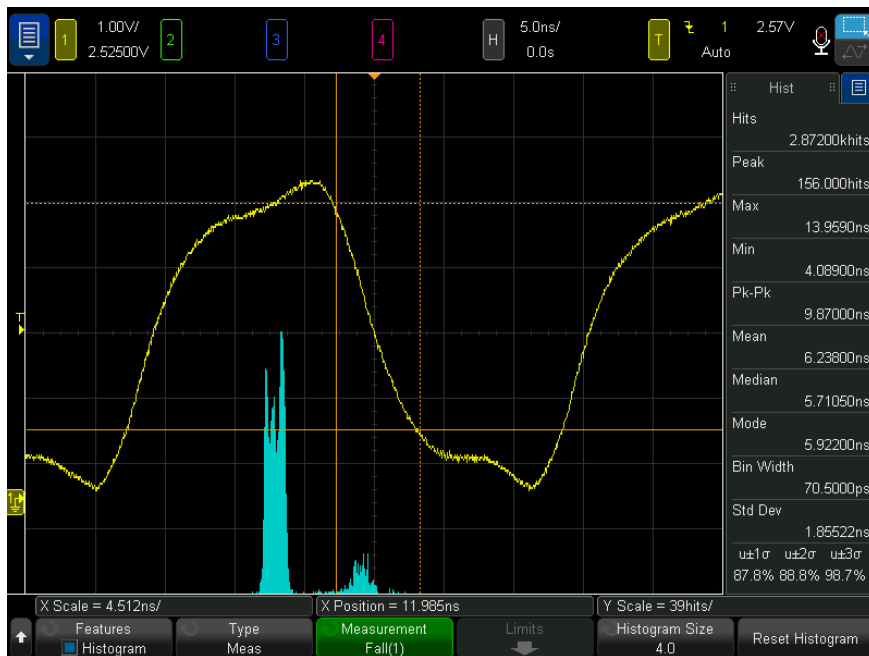 1 1.00V/ 2 3 4 H 5.0ns/ T 1 2.57V
2.52500V 0.0s Auto
Hist
Hits
2.87200khits
Peak
156.000hits
Max
13.9590ns
Min
4.08900ns
Pk-Pk
9.87000ns
Mean
6.23800ns
Median
5.71050ns
Mode
5.92200ns
Bin Width
70.5000ps
Std Dev
1.85522ns
u±1σ u±2σ u±3σ
87.8% 88.8% 98.7%
T
1
X Scale = 4.512ns/ X Position = 11.985ns Y Scale = 39hits/
Features Type Measurement Limits Histogram Size Reset Histogram
Histogram Meas Fall(1) 4.0